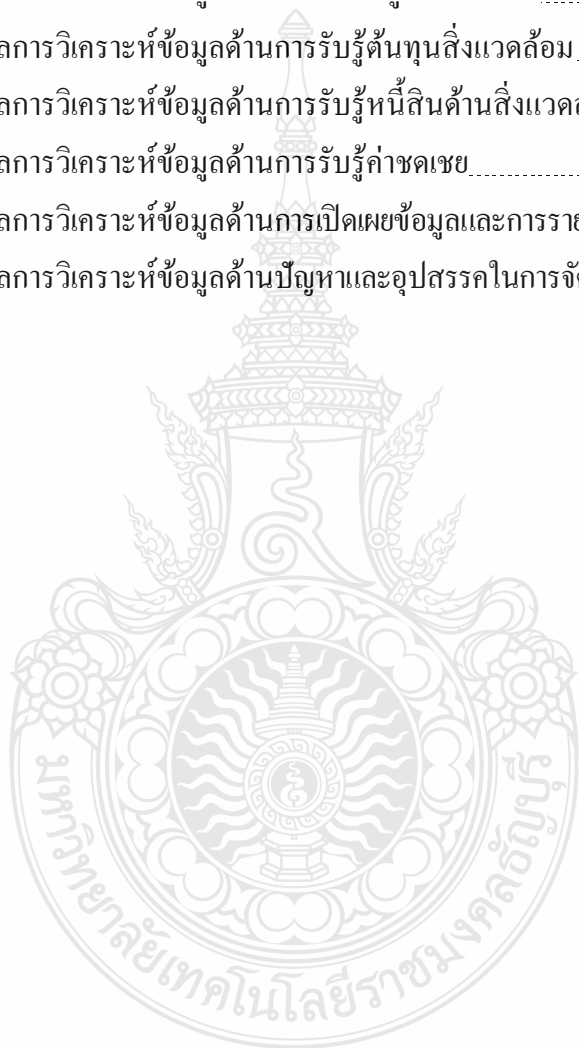 ลการวิเคราะห์ข้อมูลด้านการรับรู้ต้นทุนสิ่งแวดล้อม
ลการวิเคราะห์ข้อมูลด้านการรับรู้หนี้สินด้านสิ่งแวดล
ลการวิเคราะห์ข้อมูลด้านการรับรู้ค่าชดเชย
ลการวิเคราะห์ข้อมูลด้านการเปิดเผยข้อมูลและการราย
ลการวิเคราะห์ข้อมูลด้านปัญหาและอุปสรรคในการจัด
มหาวิทยาลัยเทคโนโลยีราชมงคลธัญบุรี